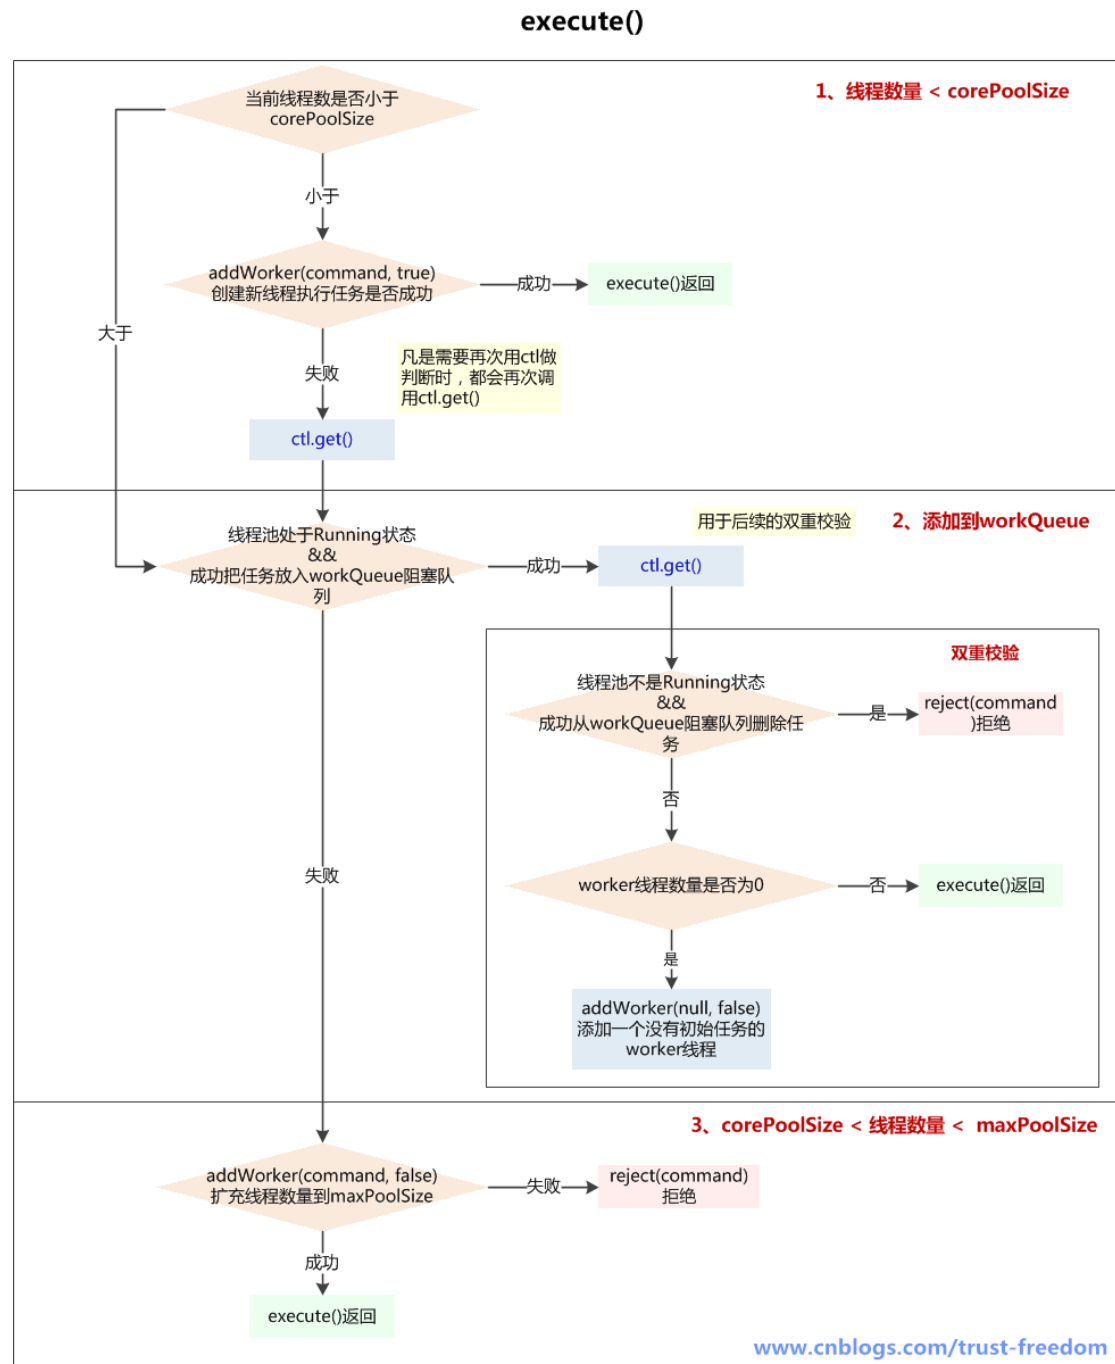 execute()
1、线程数量 < corePoolSize
当前线程数是否小于
corePoolSize
小于
大于
addWorker(command, true)
创建新线程执行任务是否成功
成功
execute()返回
失败
凡是需要再次用ctl做
判断时，都会再次调
用ctl.get()
ctl.get()
2、添加到workQueue
用于后续的双重校验
线程池处于Running状态
&&
成功把任务放入workQueue阻塞队
列
成功
ctl.get()
双重校验
线程池不是Running状态
&&
成功从workQueue阻塞队列删除任
务
是
reject(command
)拒绝
否
失败
worker线程数量是否为0
否
execute()返回
是
addWorker(null, false)
添加一个没有初始任务的
worker线程
3、corePoolSize < 线程数量 < maxPoolSize
addWorker(command, false)
扩充线程数量到maxPoolSize
失败
reject(command)
拒绝
成功
execute()返回
www.cnblogs.com/trust-freedom